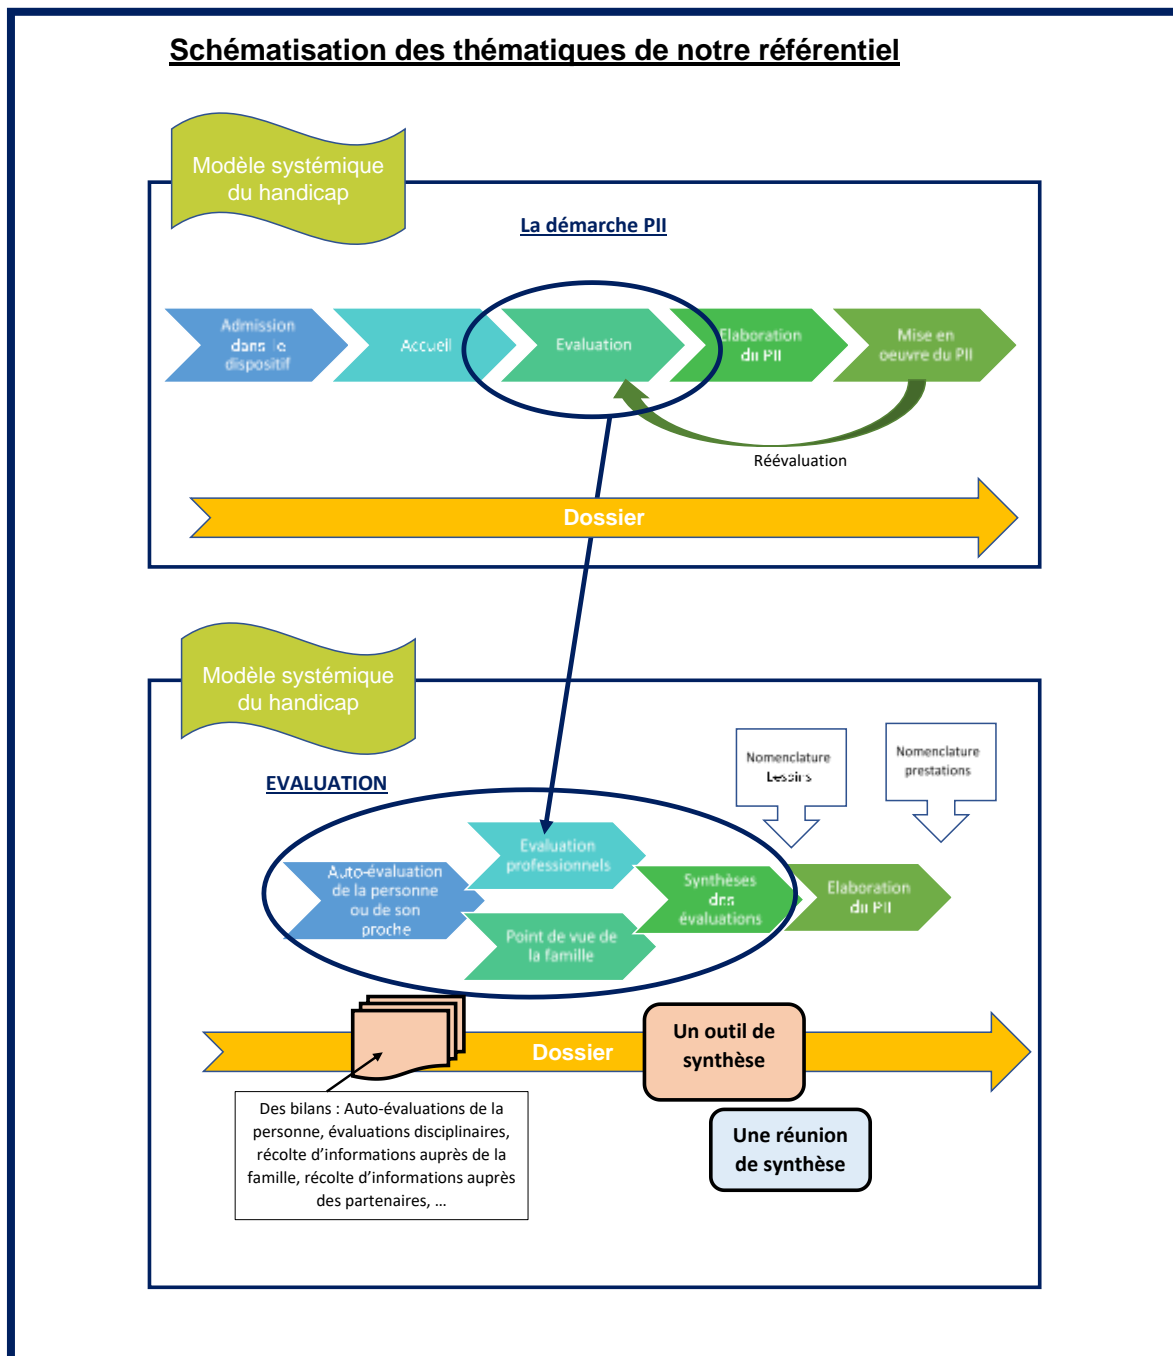 Schématisation des thématiques de notre référentiel
Modèle systémique
du handicap
La démarche PII
Admission
dans le
dispositif
Accueil
Evaluation
Elaboration
du PII
Mise en
oeuvre du PII
Réévaluation
Dossier
Modèle systémique
du handicap
EVALUATION
Nomenclature
Nomenclature
prestations
Auto-évaluation
de la personne
ou de son
proche
Evaluation
professionnels
Point de vue de
la famille
Synthèses
des
évaluations
Elaboration
du PII
Dossier
Un outil de
synthèse
Une réunion
de synthèse
Des bilans : Auto-évaluations de la
personne, évaluations disciplinaires,
récolte d’informations auprès de la
famille, récolte d’informations auprès
des partenaires, …